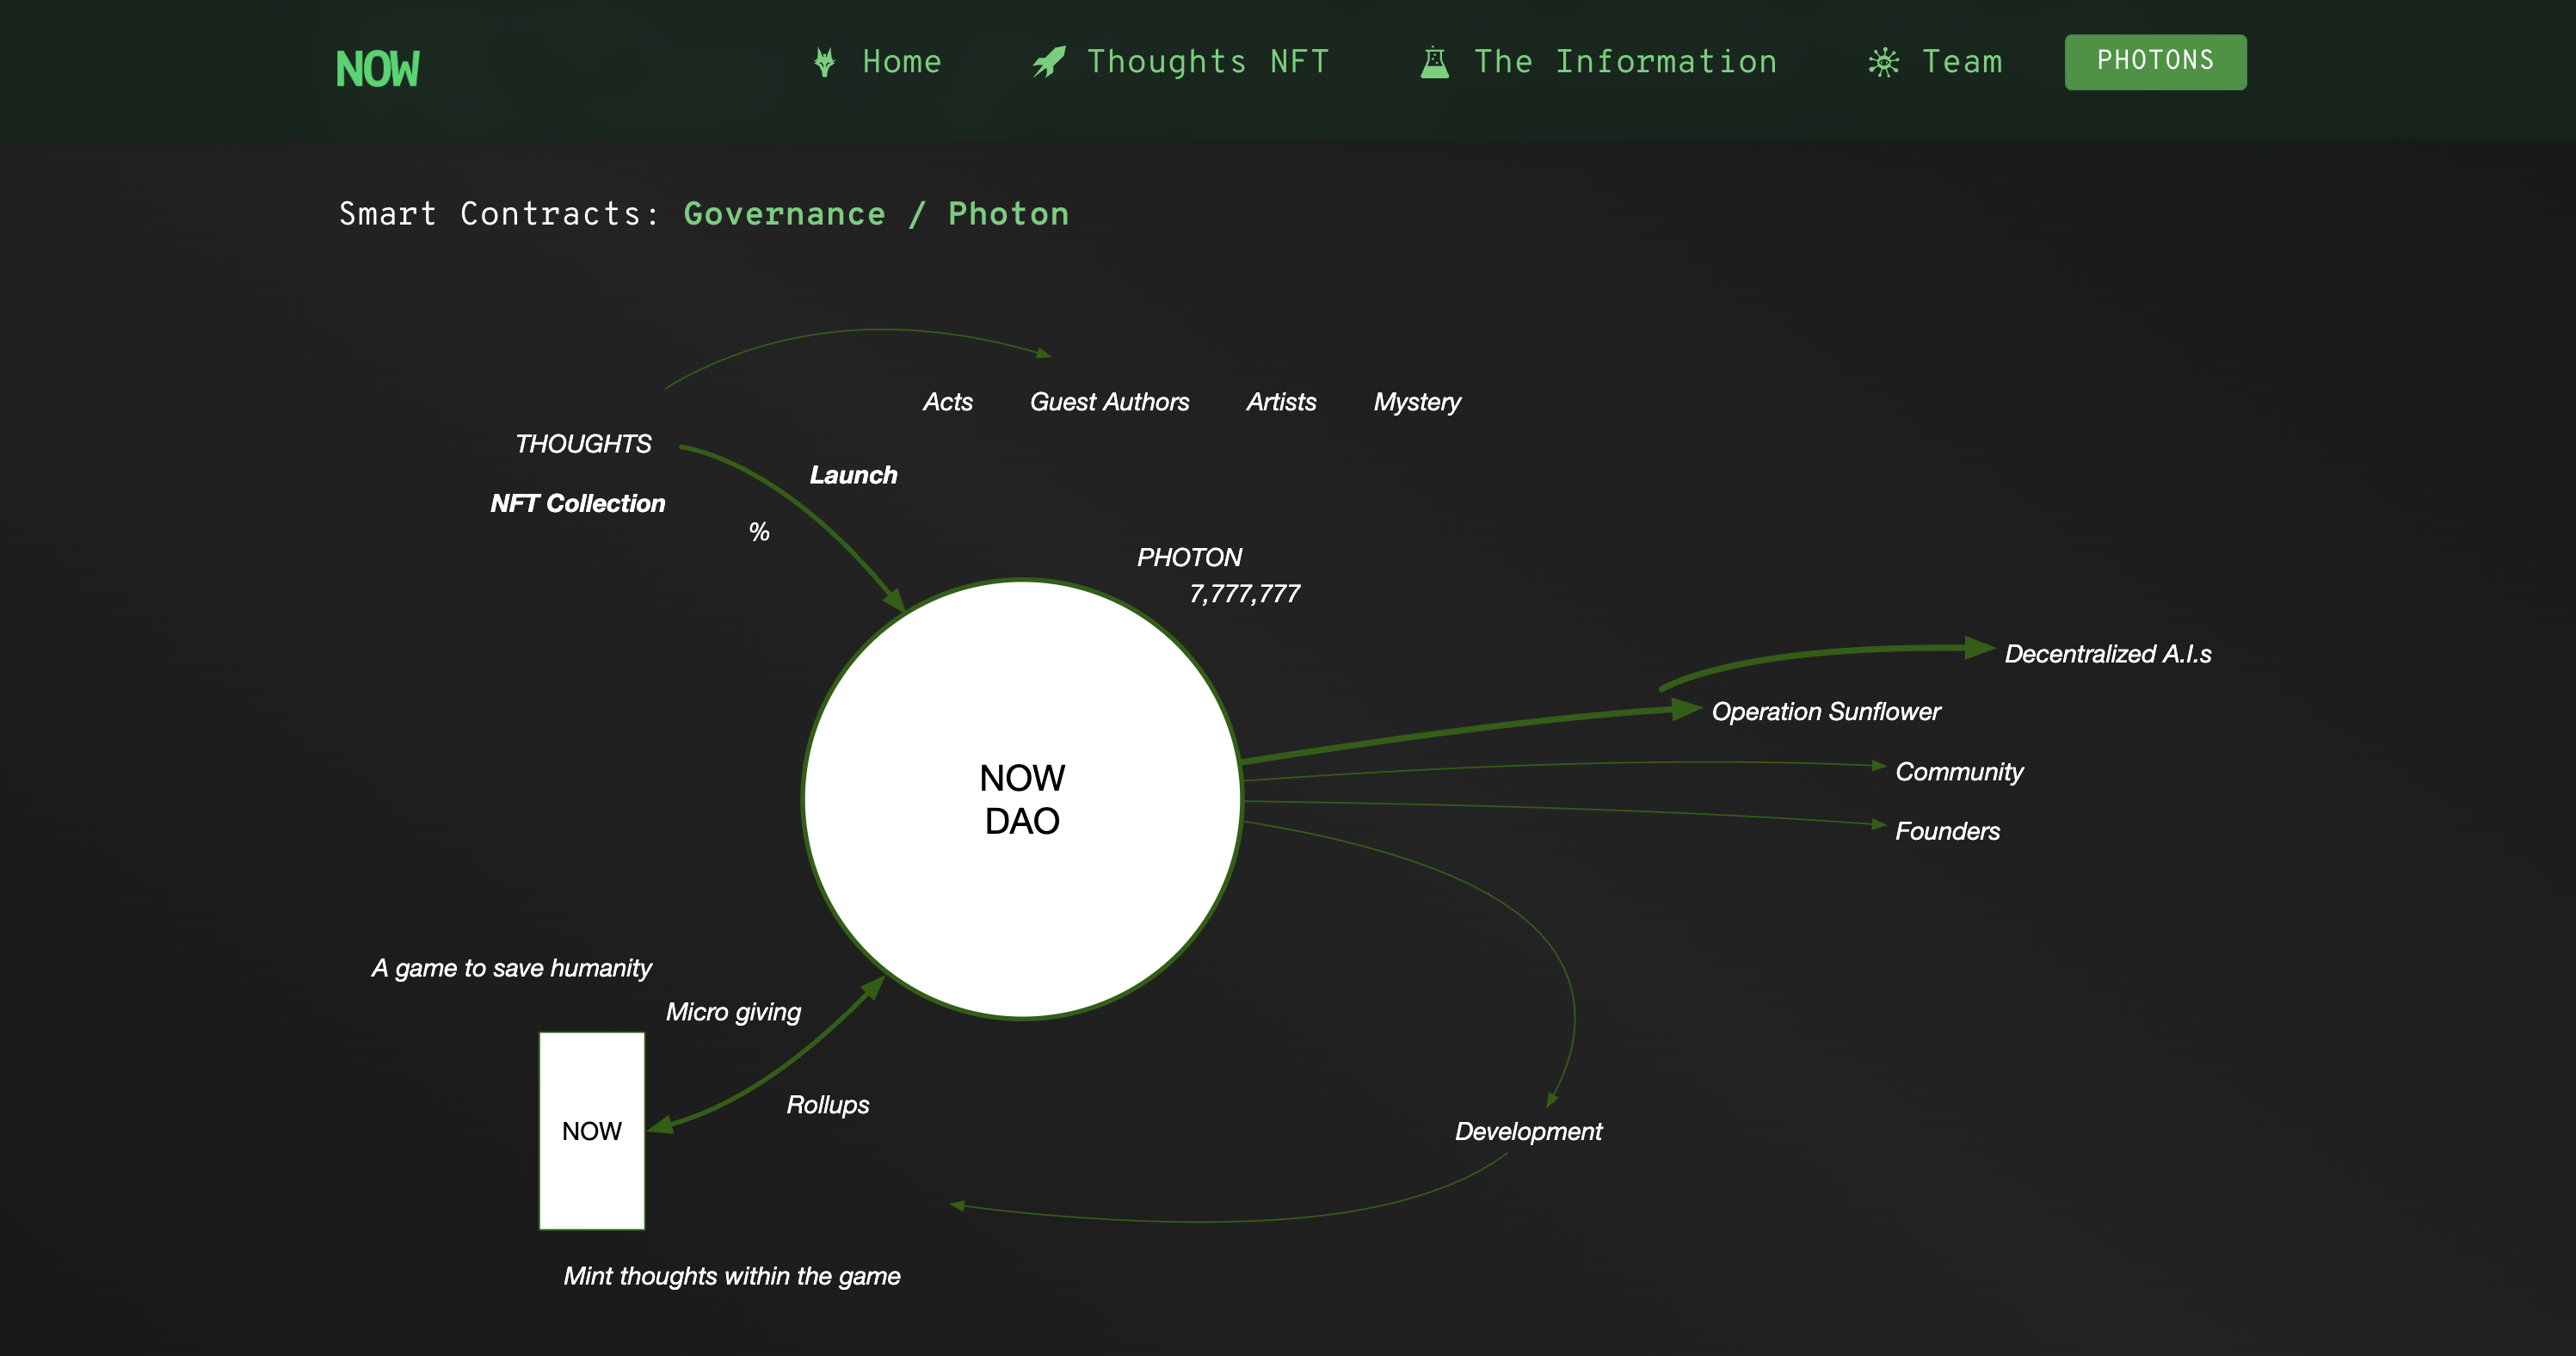 NOW
Home
Thoughts NFT
The Information
Team
PHOTONS
Smart Contracts: Governance / Photon
Acts
Guest Authors
Artists
Mystery
THOUGHTS
Launch
NFT Collection
%
PHOTON
7,777,777
Decentralized A.I.s
Operation Sunflower
Community
NOW
DAO
Founders
A game to save humanity
Micro giving
Rollups
NOW
Development
Mint thoughts within the game